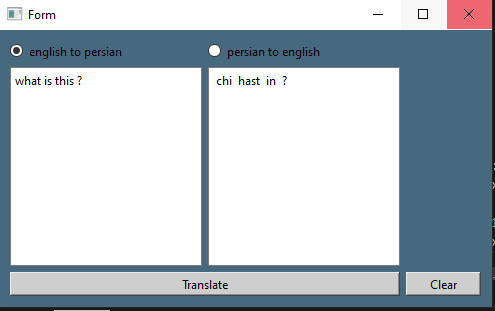 Form
english to persian
persian to english
what is this ?
chi hast in ?
Translate
Clear